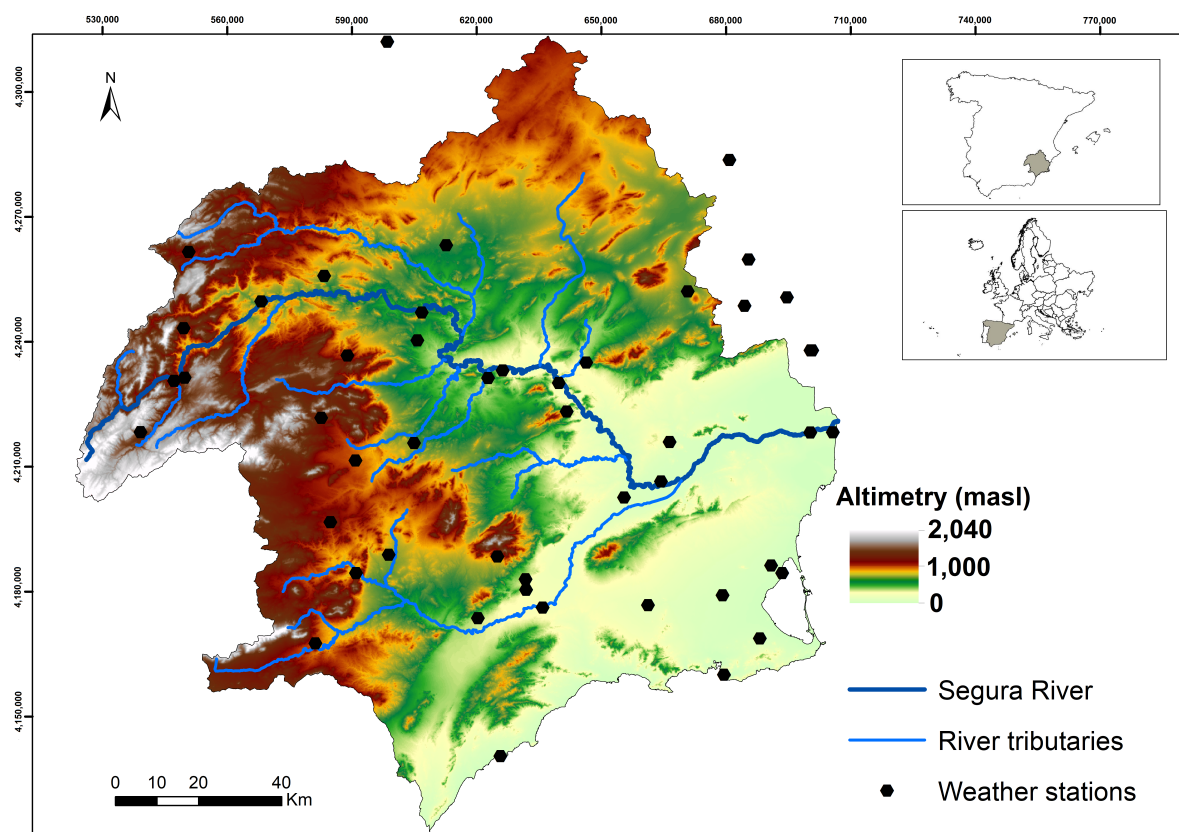 530,000 560,000 590,000 620,000 650,000 680,000 710,000 740,000 770,000
N
4,300,000
4,270,000
4,240,000
4,210,000
4,180,000
4,150,000
Altimetry (masl)
2,040
1,000
0
Segura River
River tributaries
Weather stations
0 10 20 40
Km